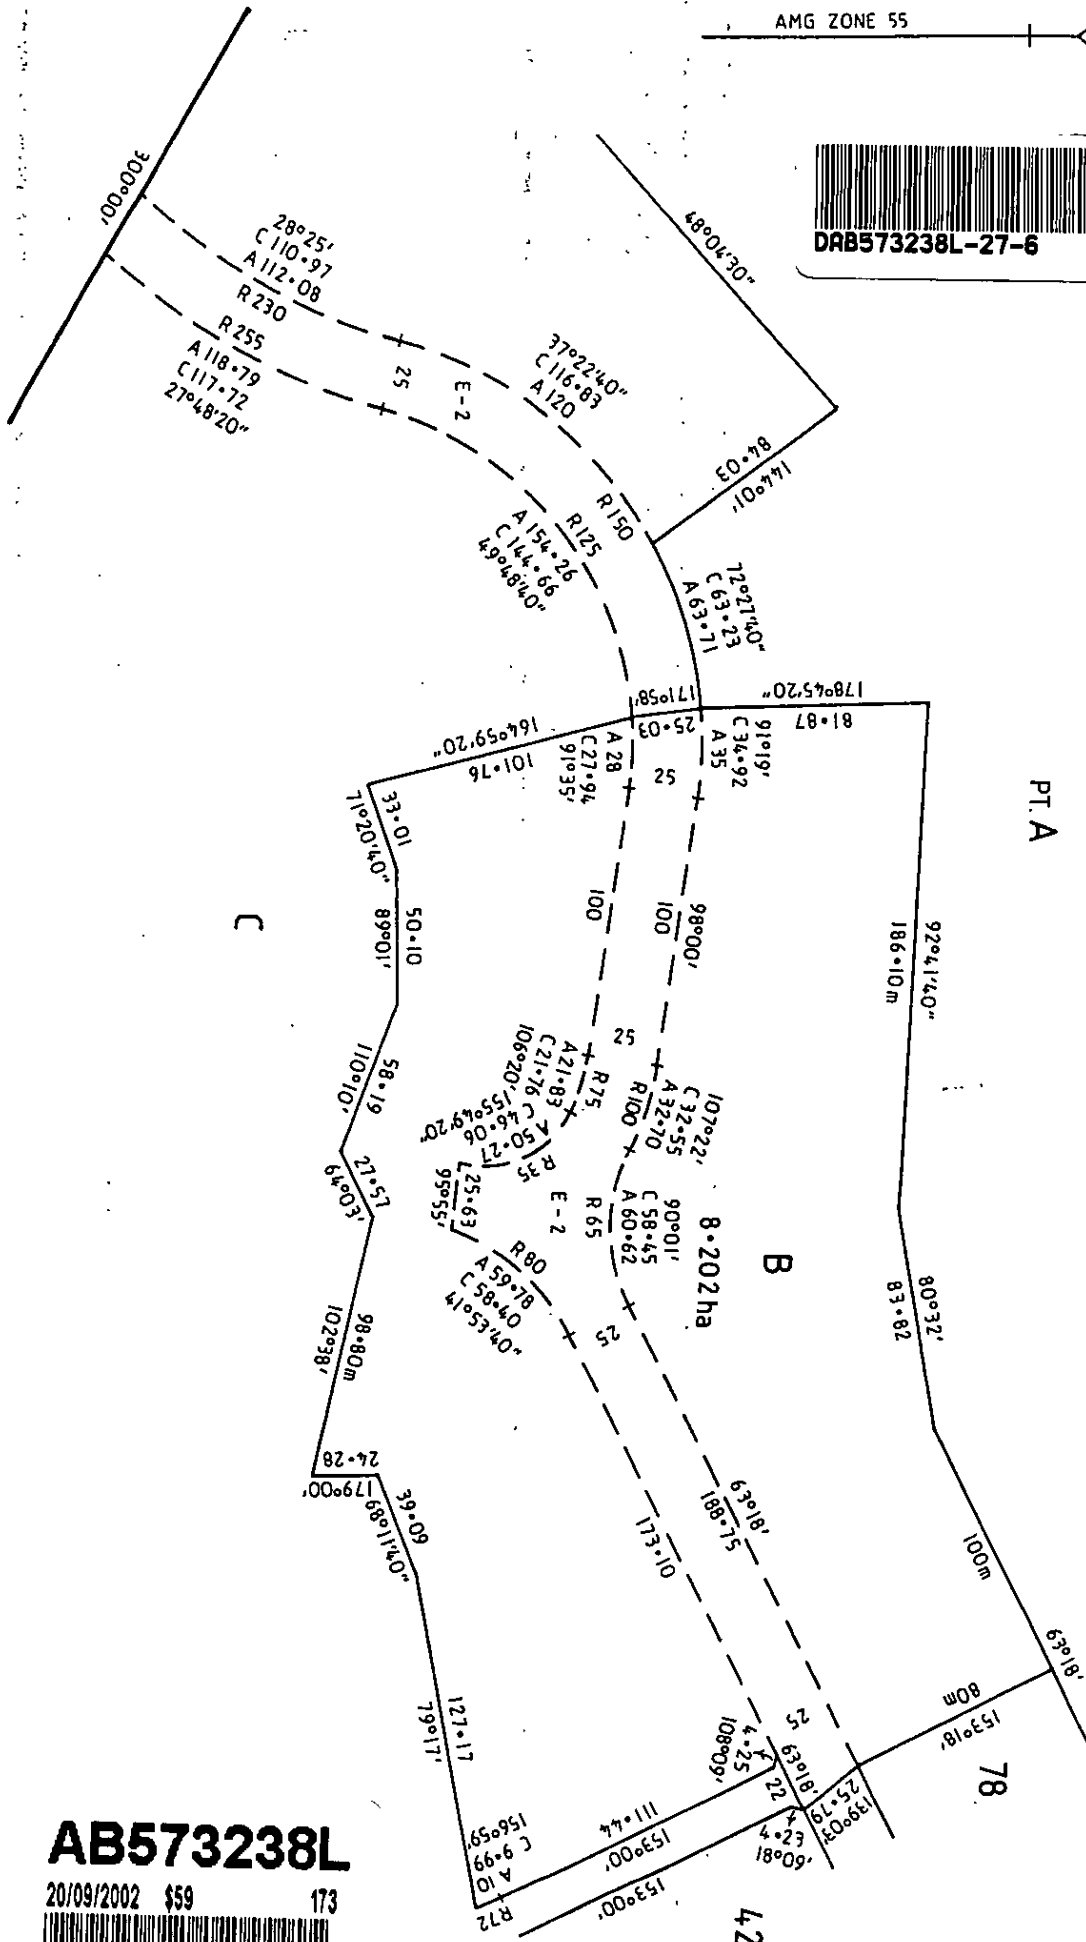 AMG ZONE 55
DAB573238L-27-6
300°00'
28°25'
C 110·97
A 112·08
R 230
R 255
A 118·79
C 117·72
27°48'20"
25
E-2
48°04'30"
37°22'40"
C 116·83
A 120
R 150
R 125
A 154·26
C 144·66
49°48'40"
84·03
144°01'
72°27'40"
C 63·23
A 63·71
171°58'
25·03
178°45'20"
81·87
91°19'
C 34·92
A 35
A 28
C 27·94
91°35'
25
164°59'20"
101·76
33·01
71°20'40"
PT. A
92°41'40"
186·10m
98°00'
100
100
50·10
89°01'
C
58·19
110°10'
25
R 75
A 21·83
C 21·76
106°20'
107°22'
C 32·55
A 32·70
R 100
R 35
A 50·27
C 46·06
155°49'20"
L 25·63
95°55'
E-2
90°01'
C 58·45
A 60·62
R 65
8·202ha
B
80°32'
83·82
R 80
A 59·78
C 58·40
41°53'40"
25
27·57
64°03'
98·80m
102°38'
24·28
179°00'
39·09
68°11'40"
63°18'
188·75
173·10
100m
63°18'
80m
153°18'
78
25
4·25
108°09'
63°18'
22
139°03'
25·79
4·23
18°09'
111·44
153°00'
153°00'
127·17
79°17'
156°59'
C 9·99
A 10
R72
42
AB573238L
20/09/2002 $59 173